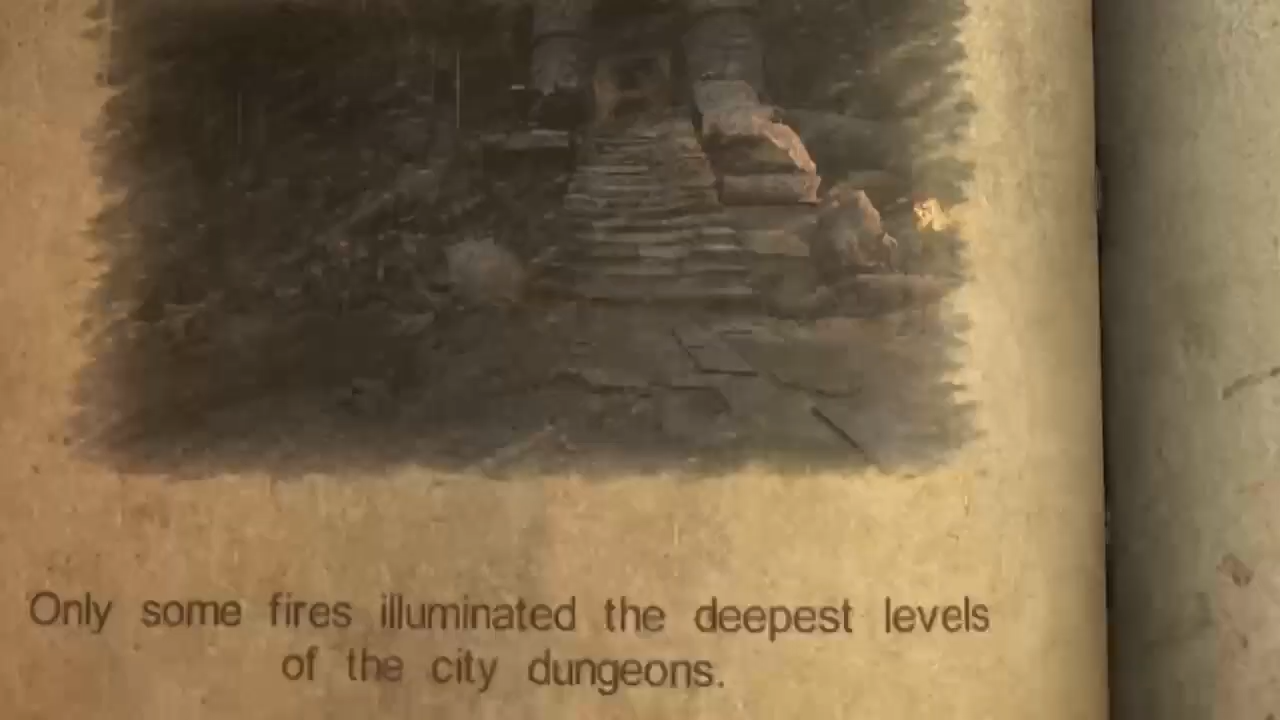 Only some fires illuminated the deepest levels
of the city dungeons.